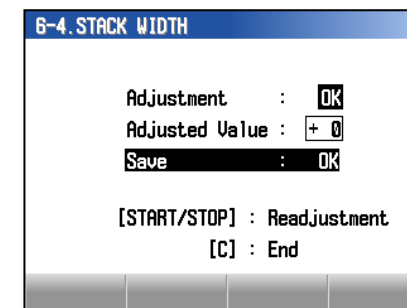 6-4.STACK WIDTH
Adjustment : OK
Adjusted Value : + 0
Save : OK
[START/STOP] : Readjustment
[C] : End